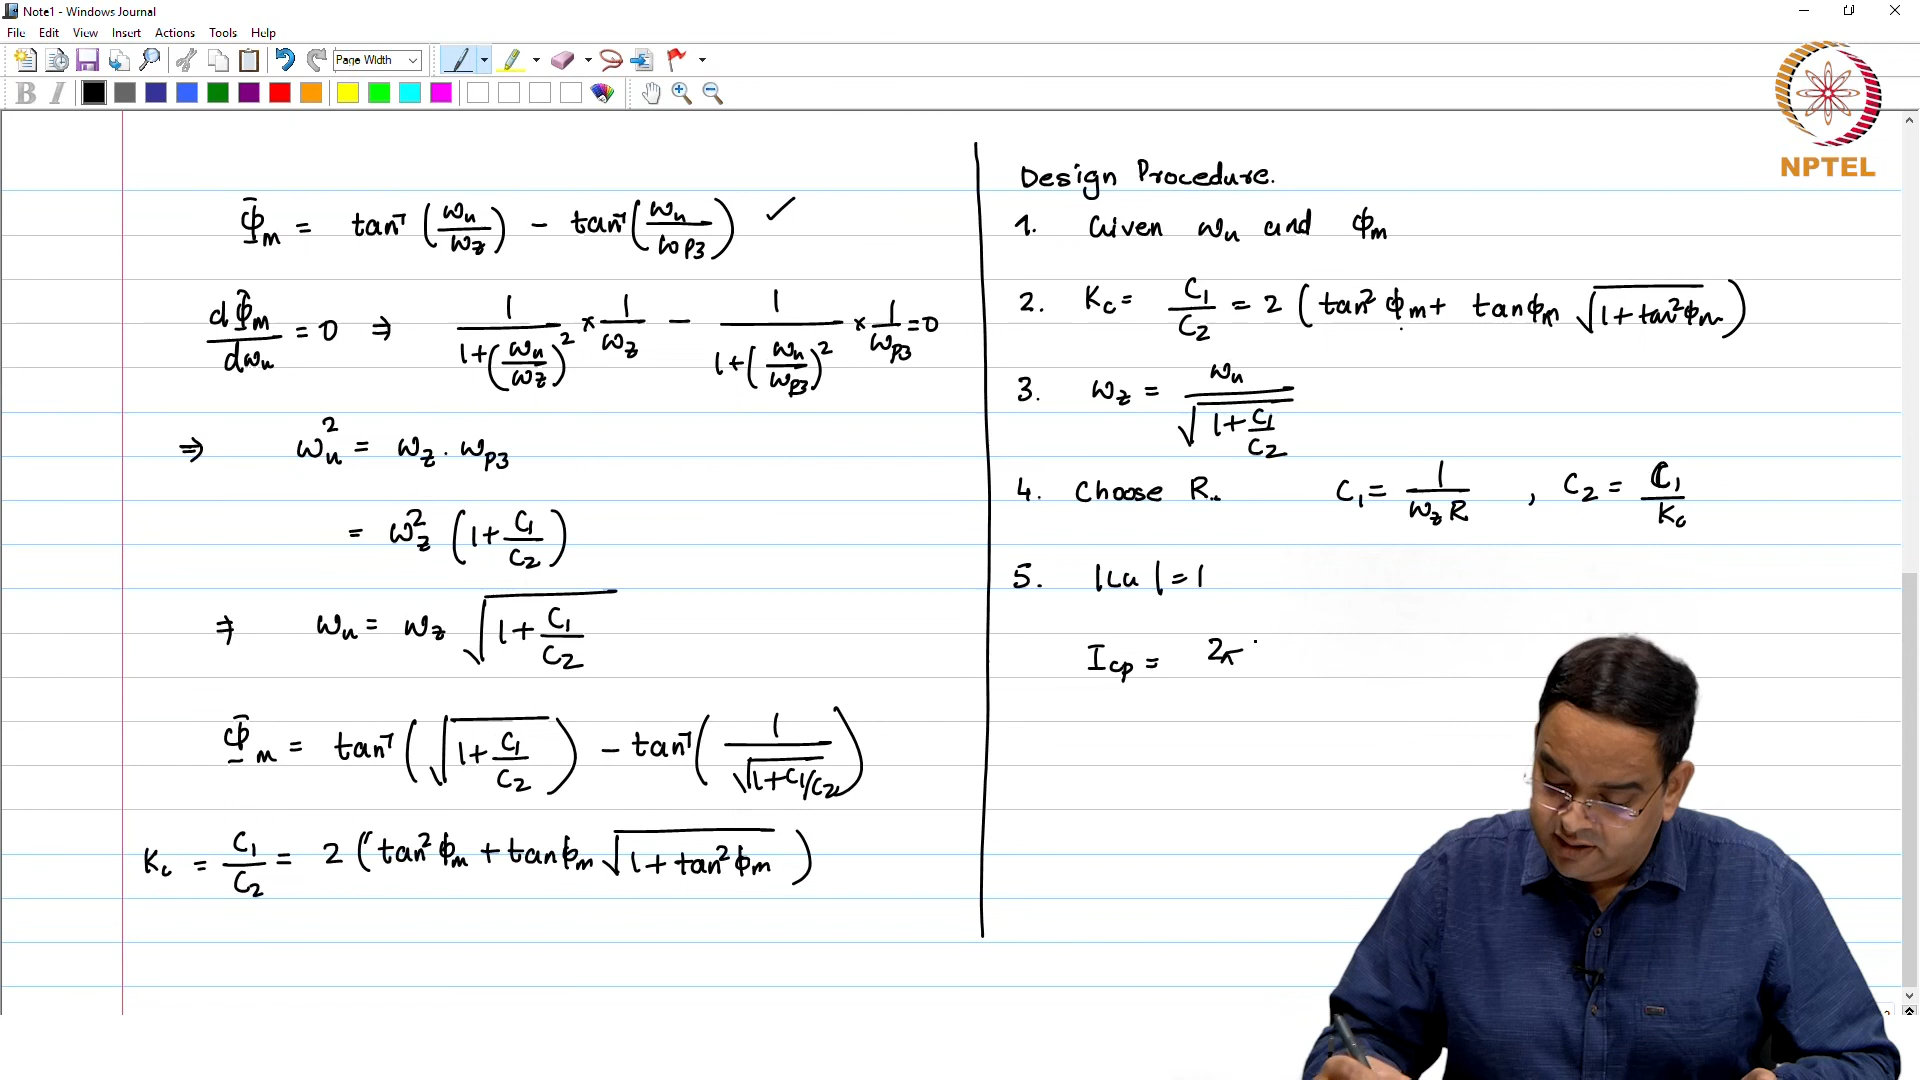 Note1 - Windows Journal
File Edit View Insert Actions Tools Help
Page Width
B I
NPTEL
Φ̄m = tan⁻¹ (ωu/ωz) - tan⁻¹ (ωu/ωp3) ✓
dΦ̄m/dωu = 0 ⇒ 1/(1+(ωu/ωz)²) × 1/ωz - 1/(1+(ωu/ωp3)²) × 1/ωp3 = 0
⇒ ωu² = ωz . ωp3
= ωz² (1 + C1/C2)
⇒ ωu = ωz √(1 + C1/C2)
Φ̄m = tan⁻¹ (√(1 + C1/C2)) - tan⁻¹ (1/√(1+C1/C2))
Kc = C1/C2 = 2 (tan²ϕm + tanϕm √(1 + tan²ϕm))
Design Procedure.
1. Given ωu and ϕm
2. Kc = C1/C2 = 2 (tan²ϕm + tanϕm √(1+tan²ϕm))
3. ωz = ωu/√(1+C1/C2)
4. Choose R. C1 = 1/(ωz R) , C2 = C1/Kc
5. |LG| = 1
Icp = 2π